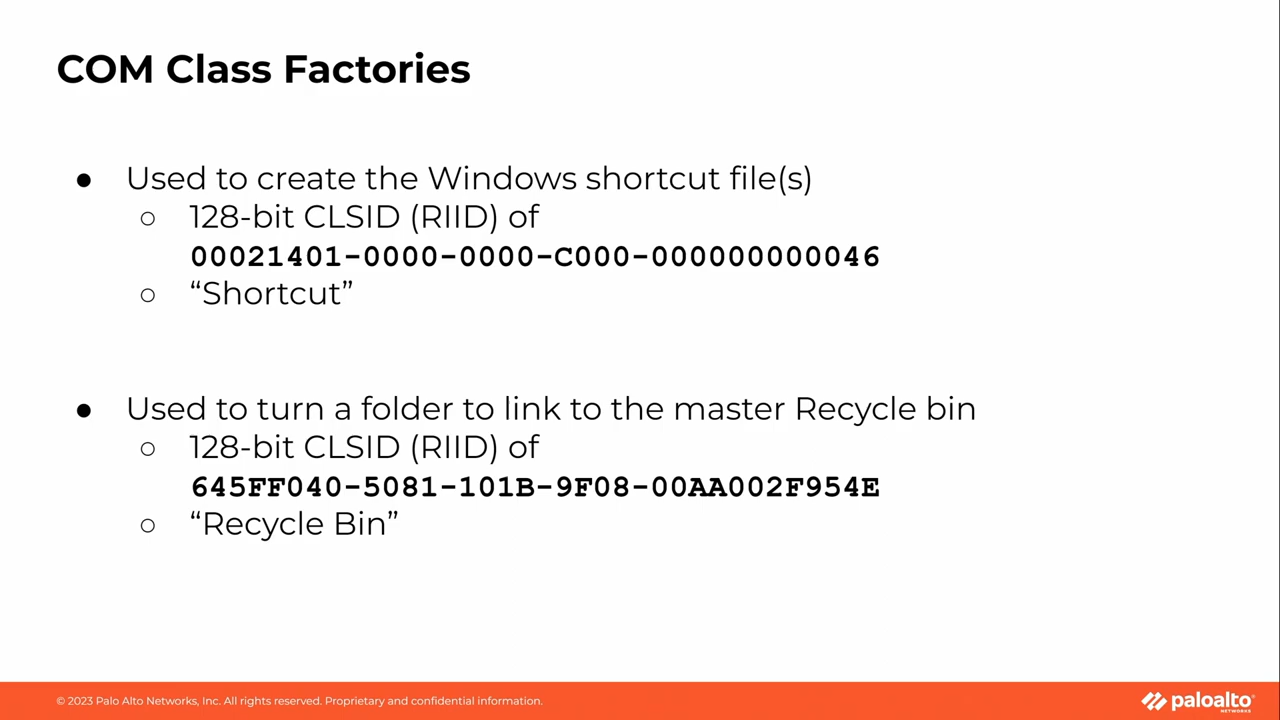 COM Class Factories
● Used to create the Windows shortcut file(s)
○ 128-bit CLSID (RIID) of
00021401-0000-0000-C000-000000000046
○ “Shortcut”
● Used to turn a folder to link to the master Recycle bin
○ 128-bit CLSID (RIID) of
645FF040-5081-101B-9F08-00AA002F954E
○ “Recycle Bin”
© 2023 Palo Alto Networks, Inc. All rights reserved. Proprietary and confidential information.
paloalto
NETWORKS